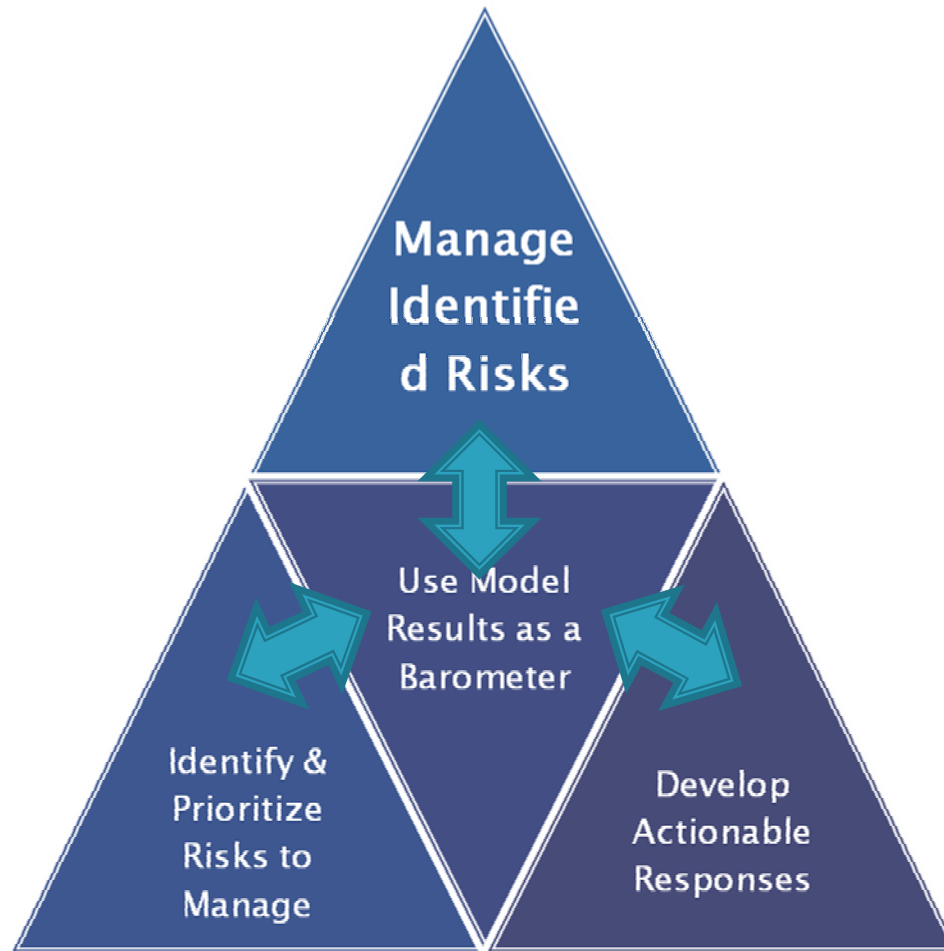 Manage
Identifie
d Risks
Use Model
Results as a
Barometer
Identify &
Prioritize
Risks to
Manage
Develop
Actionable
Responses